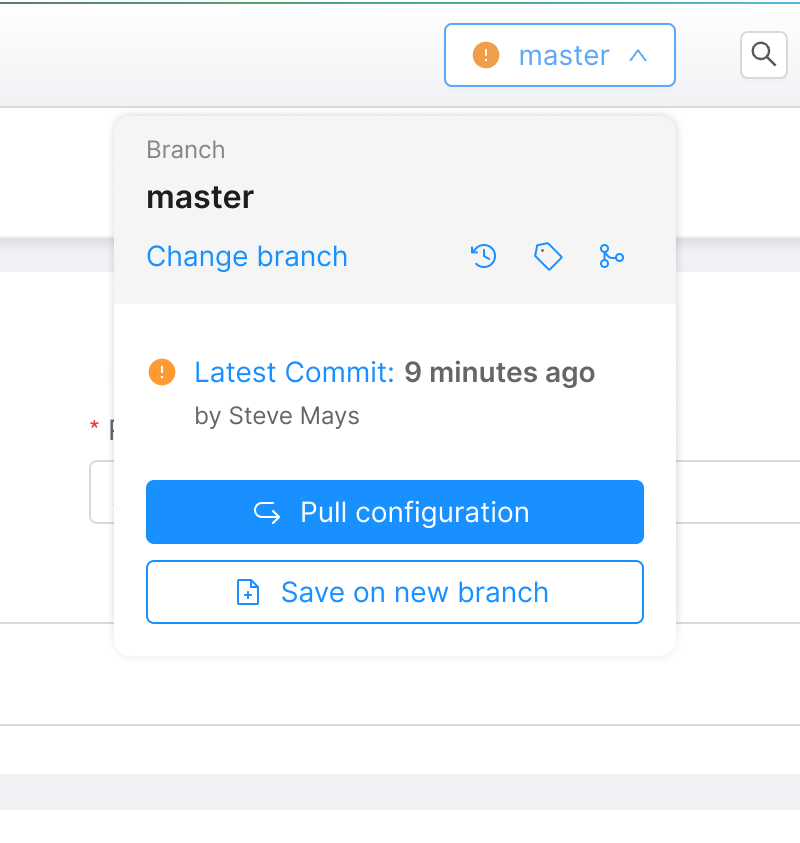 master
Branch
master
Change branch
Latest Commit: 9 minutes ago
by Steve Mays
*
Pull configuration
Save on new branch